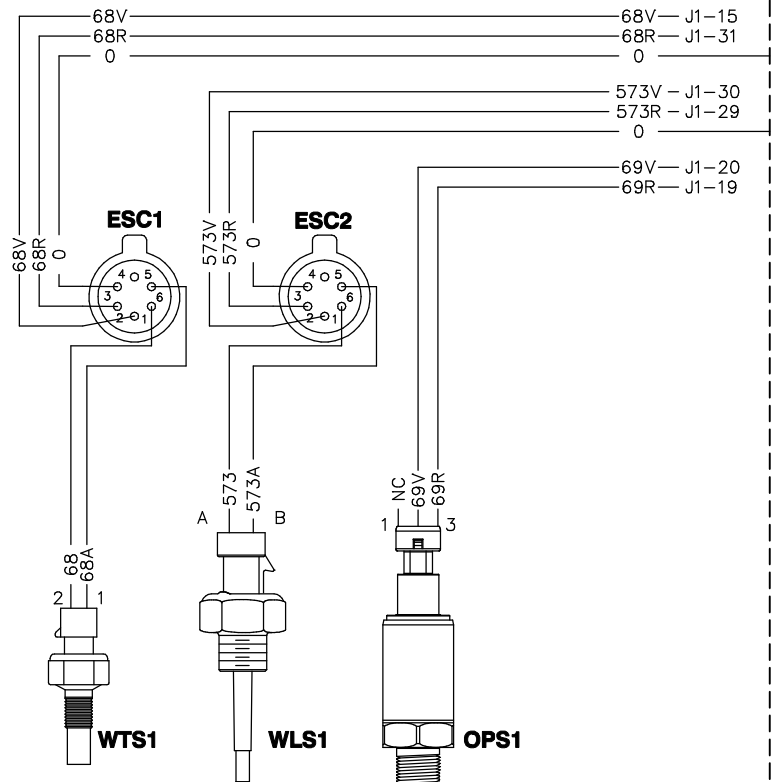 68V 68V J1-15
68R 68R J1-31
0 0
573V J1-30
573R J1-29
0
69V J1-20
69R J1-19
ESC1 ESC2
68V 68R 0 573V 573R 0
4 5 4 5
3 6 3 6
2 1 2 1
573 573A NC 69V 69R
A B 1 3
68 68A
2 1
WTS1 WLS1 OPS1